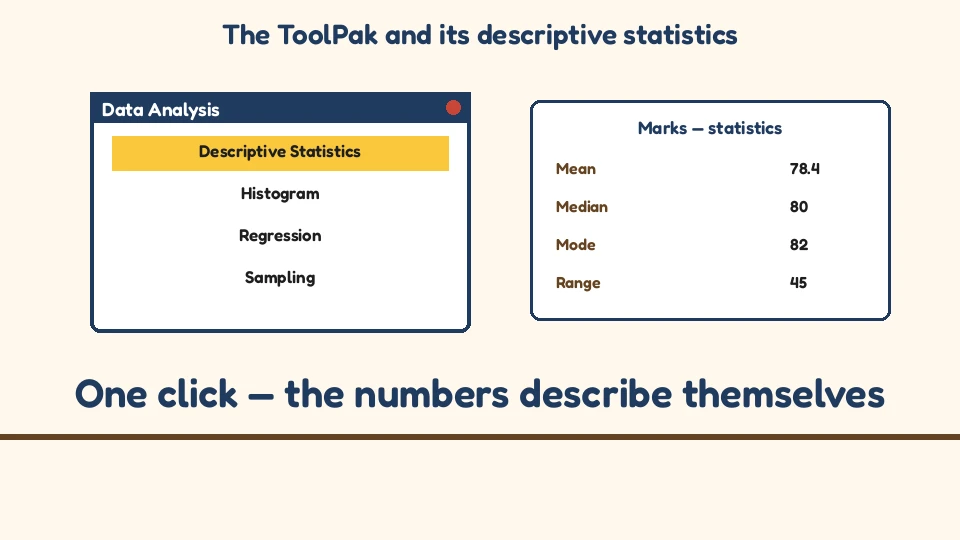 The ToolPak and its descriptive statistics
Data Analysis
Descriptive Statistics
Histogram
Regression
Sampling
Marks — statistics
Mean 78.4
Median 80
Mode 82
Range 45
One click — the numbers describe themselves